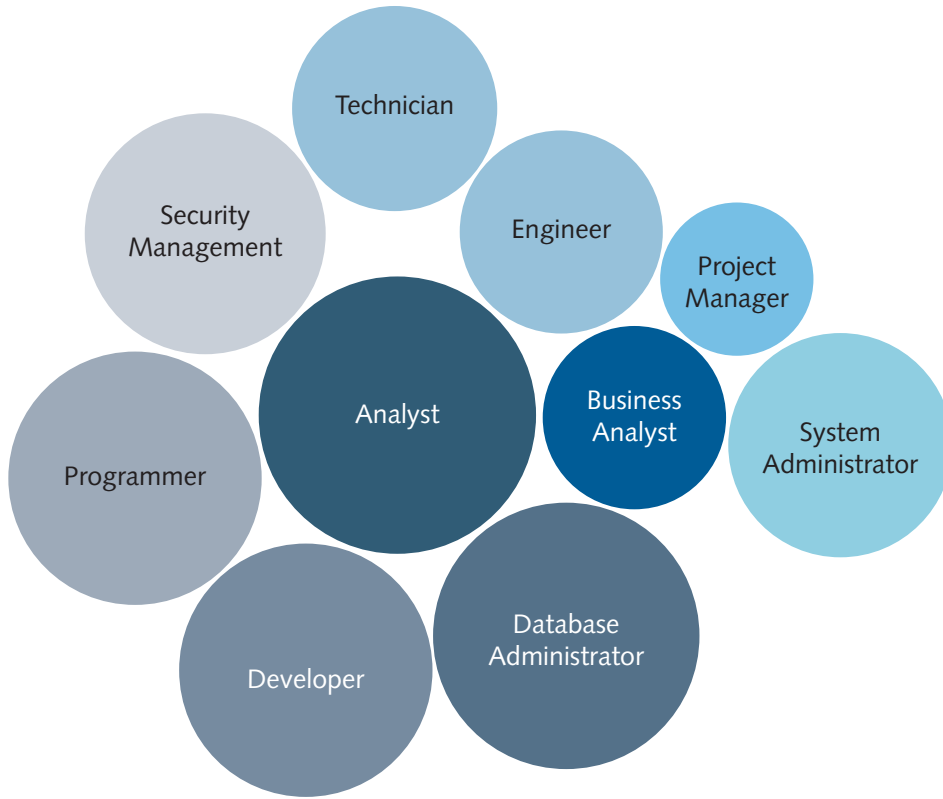 Technician
Security
Management
Engineer
Project
Manager
Analyst
Business
Analyst
System
Administrator
Programmer
Database
Administrator
Developer